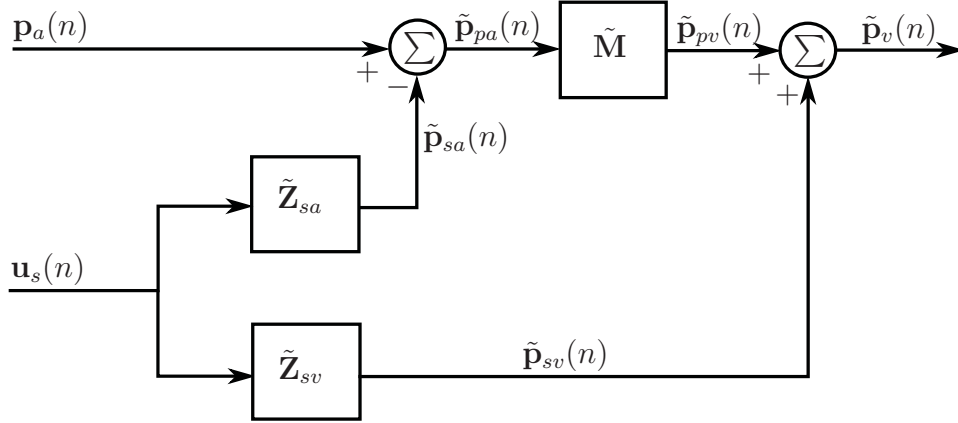 p_a(n)
∑
p̃_pa(n)
M̃
p̃_pv(n)
∑
p̃_v(n)
+
−
+
+
p̃_sa(n)
Z̃_sa
u_s(n)
Z̃_sv
p̃_sv(n)